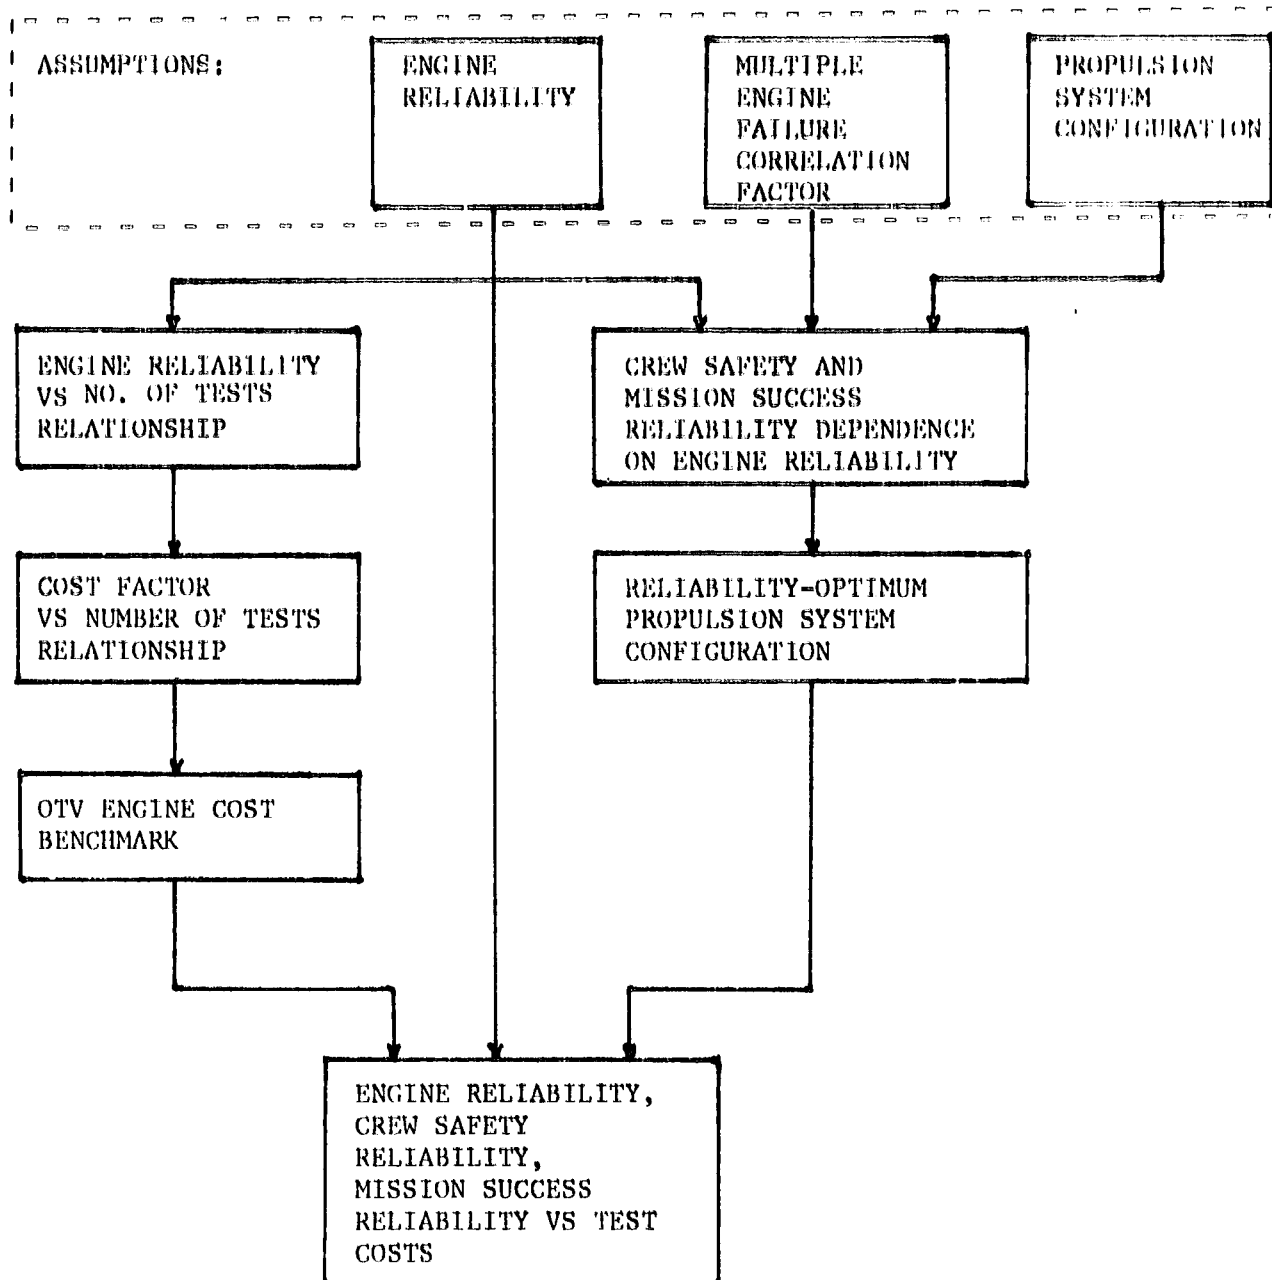 ASSUMPTIONS:
ENGINE
RELIABILITY
MULTIPLE
ENGINE
FAILURE
CORRELATION
FACTOR
PROPULSION
SYSTEM
CONFIGURATION
ENGINE RELIABILITY
VS NO. OF TESTS
RELATIONSHIP
CREW SAFETY AND
MISSION SUCCESS
RELIABILITY DEPENDENCE
ON ENGINE RELIABILITY
COST FACTOR
VS NUMBER OF TESTS
RELATIONSHIP
RELIABILITY-OPTIMUM
PROPULSION SYSTEM
CONFIGURATION
OTV ENGINE COST
BENCHMARK
ENGINE RELIABILITY,
CREW SAFETY
RELIABILITY,
MISSION SUCCESS
RELIABILITY VS TEST
COSTS